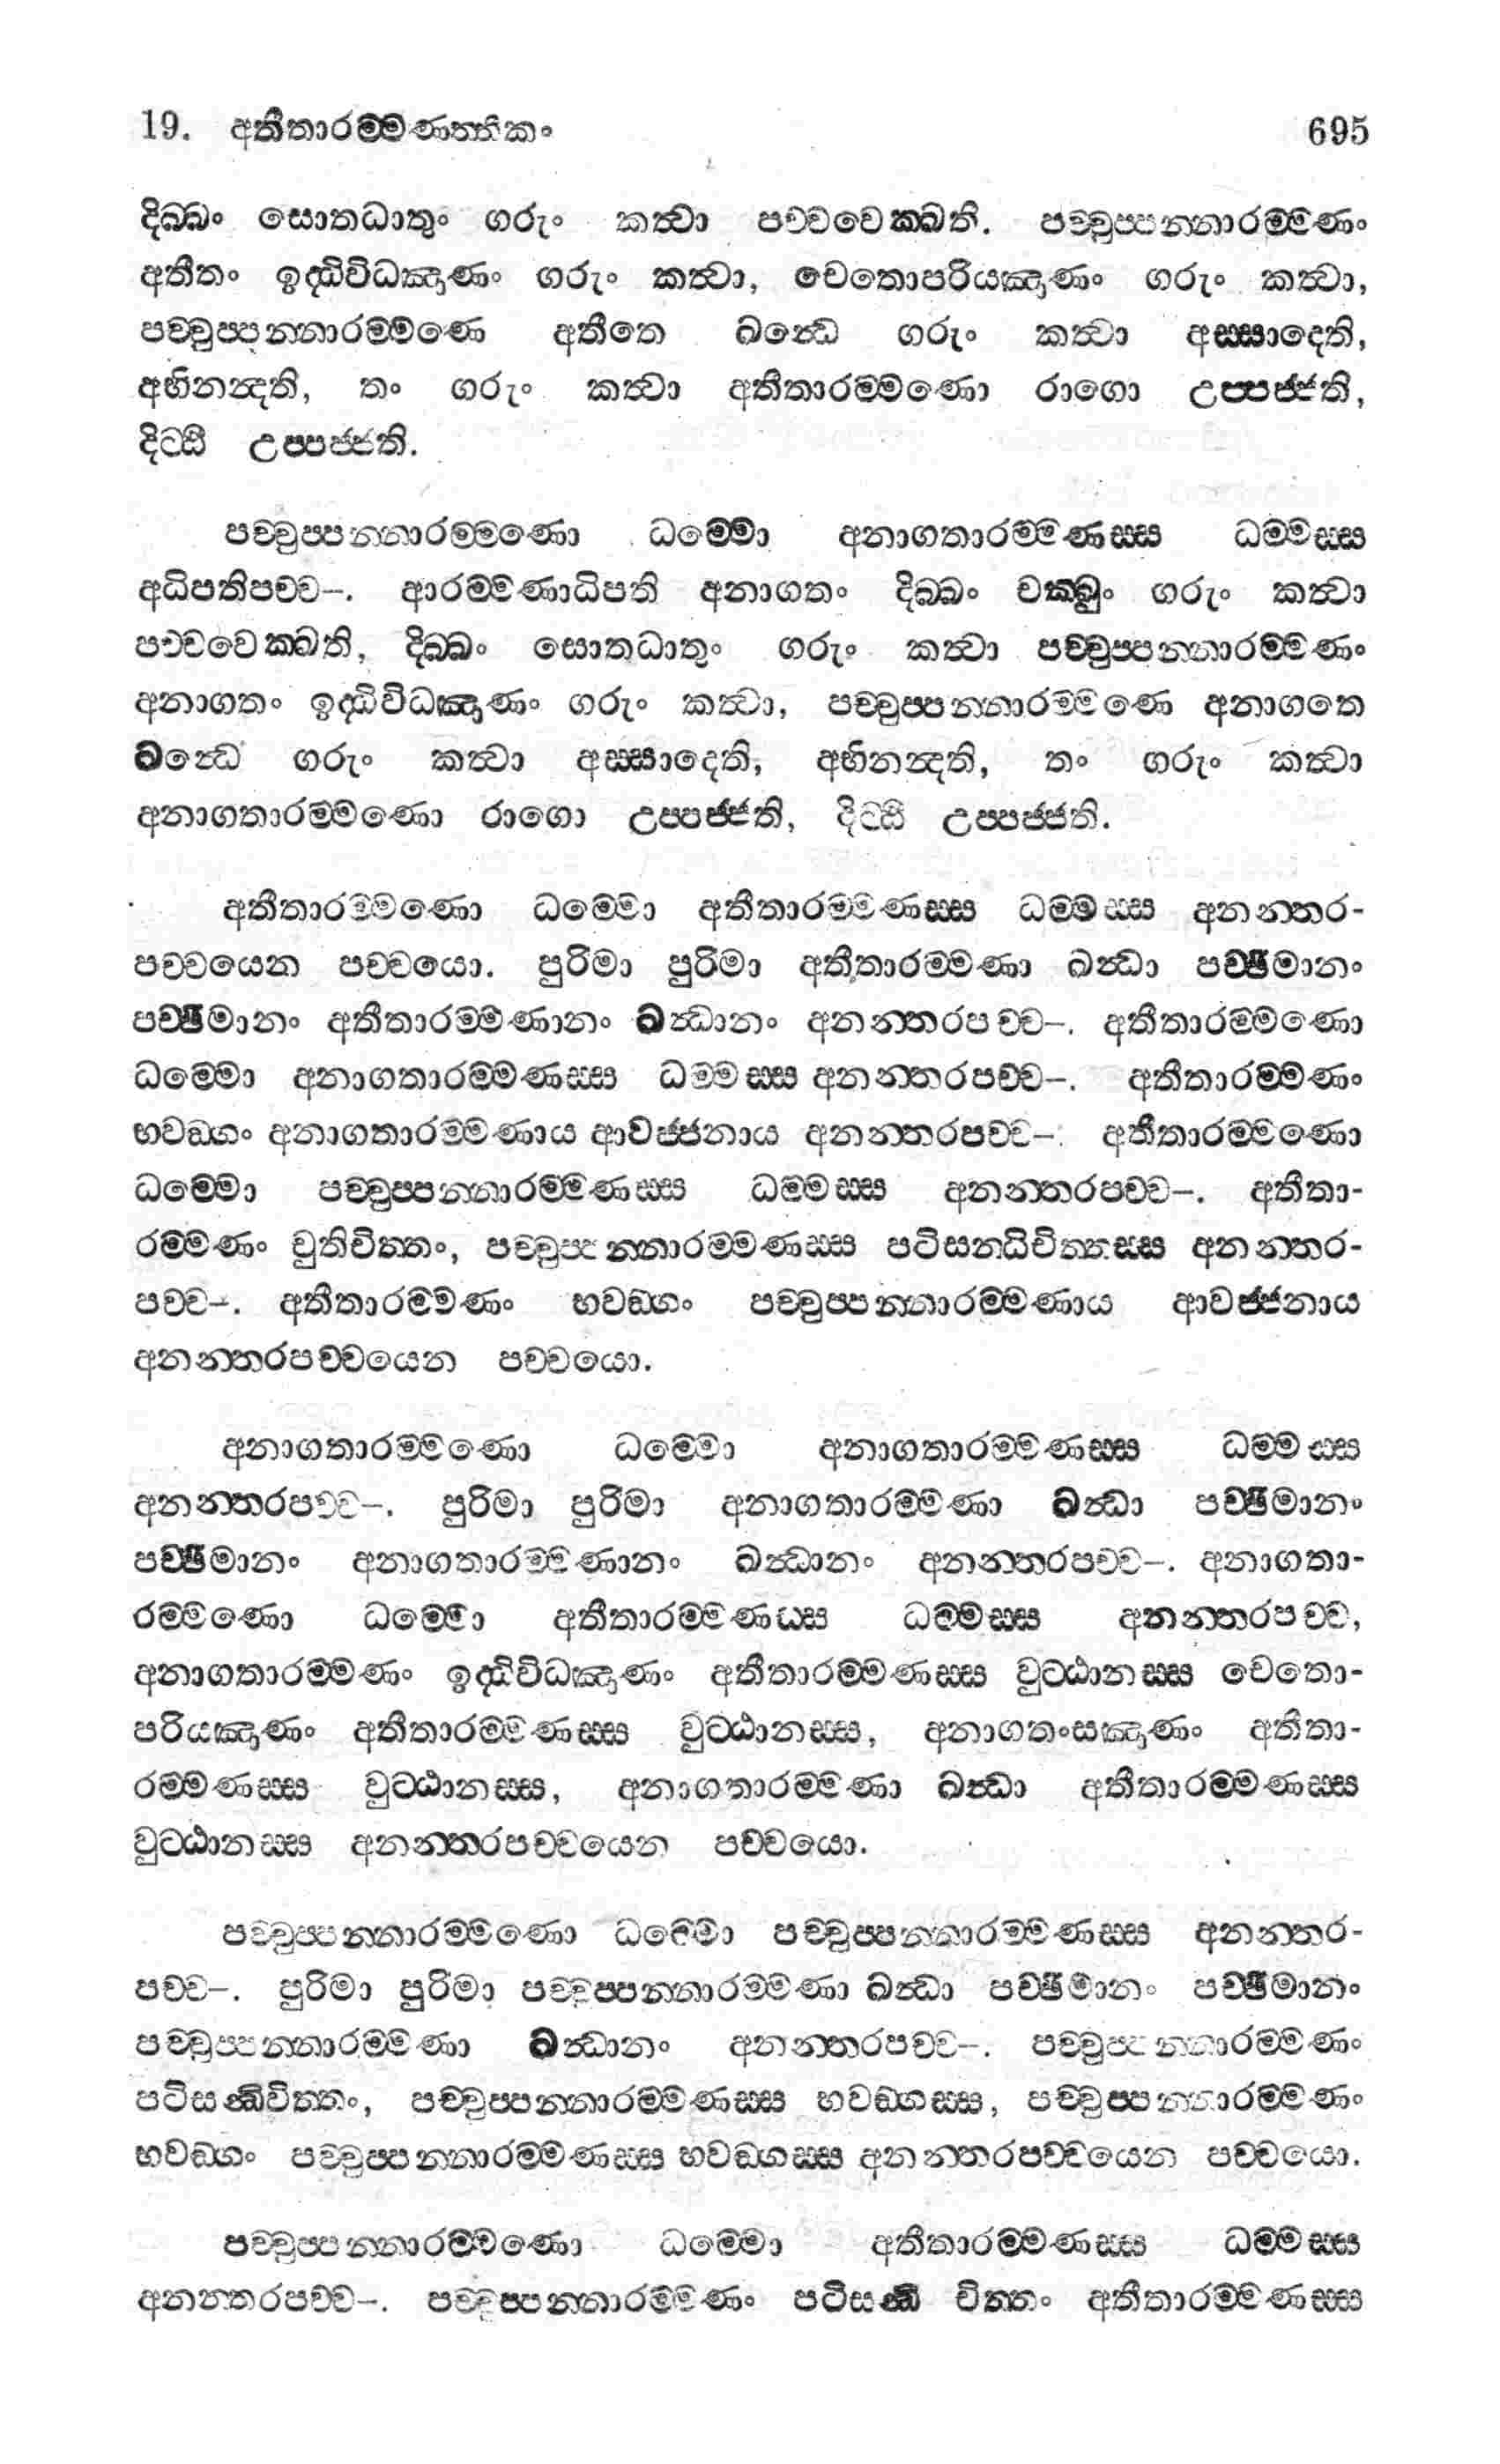 19. අතීතාරම්මණත්තිකං 695
දිබ්බං සොතධාතුං ගරුං කත්වා පච්චවෙක්ඛති. පච්චුප්පන්නාරම්මණං
අතීතං ඉද්ධිවිධඤාණං ගරුං කත්වා, චෙතොපරියඤාණං ගරුං කත්වා,
පච්චුප්පන්නාරම්මණෙ අතීතෙ ඛන්ධෙ ගරුං කත්වා අස්සාදෙති,
අභිනන්දති, තං ගරුං කත්වා අතීතාරම්මණො රාගො උප්පජ්ජති,
දිට්ඨි උප්පජ්ජති.
පච්චුප්පන්නාරම්මණො ධම්මො අනාගතාරම්මණස්ස ධම්මස්ස
අධිපතිපච්ච–. ආරම්මණාධිපති අනාගතං දිබ්බං චක්ඛුං ගරුං කත්වා
පච්චවෙක්ඛති, දිබ්බං සොතධාතුං ගරුං කත්වා පච්චුප්පන්නාරම්මණං
අනාගතං ඉද්ධිවිධඤාණං ගරුං කත්වා, පච්චුප්පන්නාරම්මණෙ අනාගතෙ
ඛන්ධෙ ගරුං කත්වා අස්සාදෙති, අභිනන්දති, තං ගරුං කත්වා
අනාගතාරම්මණො රාගො උප්පජ්ජති, දිට්ඨි උප්පජ්ජති.
අතීතාරම්මණො ධම්මො අතීතාරම්මණස්ස ධම්මස්ස අනන්තර-
පච්චයෙන පච්චයො. පුරිමා පුරිමා අතීතාරම්මණා ඛන්ධා පච්ඡිමානං
පච්ඡිමානං අතීතාරම්මණානං ඛන්ධානං අනන්තරපච්ච–. අතීතාරම්මණො
ධම්මො අනාගතාරම්මණස්ස ධම්මස්ස අනන්තරපච්ච–. අතීතාරම්මණං
භවඞ්ගං අනාගතාරම්මණාය ආවජ්ජනාය අනන්තරපච්ච–. අතීතාරම්මණො
ධම්මො පච්චුප්පන්නාරම්මණස්ස ධම්මස්ස අනන්තරපච්ච–. අතීතා-
රම්මණං චුතිචිත්තං, පච්චුප්පන්නාරම්මණස්ස පටිසන්ධිචිත්තස්ස අනන්තර-
පච්ච–. අතීතාරම්මණං භවඞ්ගං පච්චුප්පන්නාරම්මණාය ආවජ්ජනාය
අනන්තරපච්චයෙන පච්චයො.
අනාගතාරම්මණො ධම්මො අනාගතාරම්මණස්ස ධම්මස්ස
අනන්තරපච්ච–. පුරිමා පුරිමා අනාගතාරම්මණා ඛන්ධා පච්ඡිමානං
පච්ඡිමානං අනාගතාරම්මණානං ඛන්ධානං අනන්තරපච්ච–. අනාගතා-
රම්මණො ධම්මො අතීතාරම්මණස්ස ධම්මස්ස අනන්තරපච්ච,
අනාගතාරම්මණං ඉද්ධිවිධඤාණං අතීතාරම්මණස්ස වුට්ඨානස්ස චෙතො-
පරියඤාණං අතීතාරම්මණස්ස වුට්ඨානස්ස, අනාගතංසඤාණං අතීතා-
රම්මණස්ස වුට්ඨානස්ස, අනාගතාරම්මණා ඛන්ධා අතීතාරම්මණස්ස
වුට්ඨානස්ස අනන්තරපච්චයෙන පච්චයො.
පච්චුප්පන්නාරම්මණො ධම්මො පච්චුප්පන්නාරම්මණස්ස අනන්තර-
පච්ච–. පුරිමා පුරිමා පච්චුප්පන්නාරම්මණා ඛන්ධා පච්ඡිමානං පච්ඡිමානං
පච්චුප්පන්නාරම්මණා ඛන්ධානං අනන්තරපච්ච–. පච්චුප්පන්නාරම්මණං
පටිසන්ධිචිත්තං, පච්චුප්පන්නාරම්මණස්ස භවඞ්ගස්ස, පච්චුප්පන්නාරම්මණං
භවඞ්ගං පච්චුප්පන්නාරම්මණස්ස භවඞ්ගස්ස අනන්තරපච්චයෙන පච්චයො.
පච්චුප්පන්නාරම්මණො ධම්මො අතීතාරම්මණස්ස ධම්මස්ස
අනන්තරපච්ච–. පච්චුප්පන්නාරම්මණං පටිසන්ධි චිත්තං අතීතාරම්මණස්ස